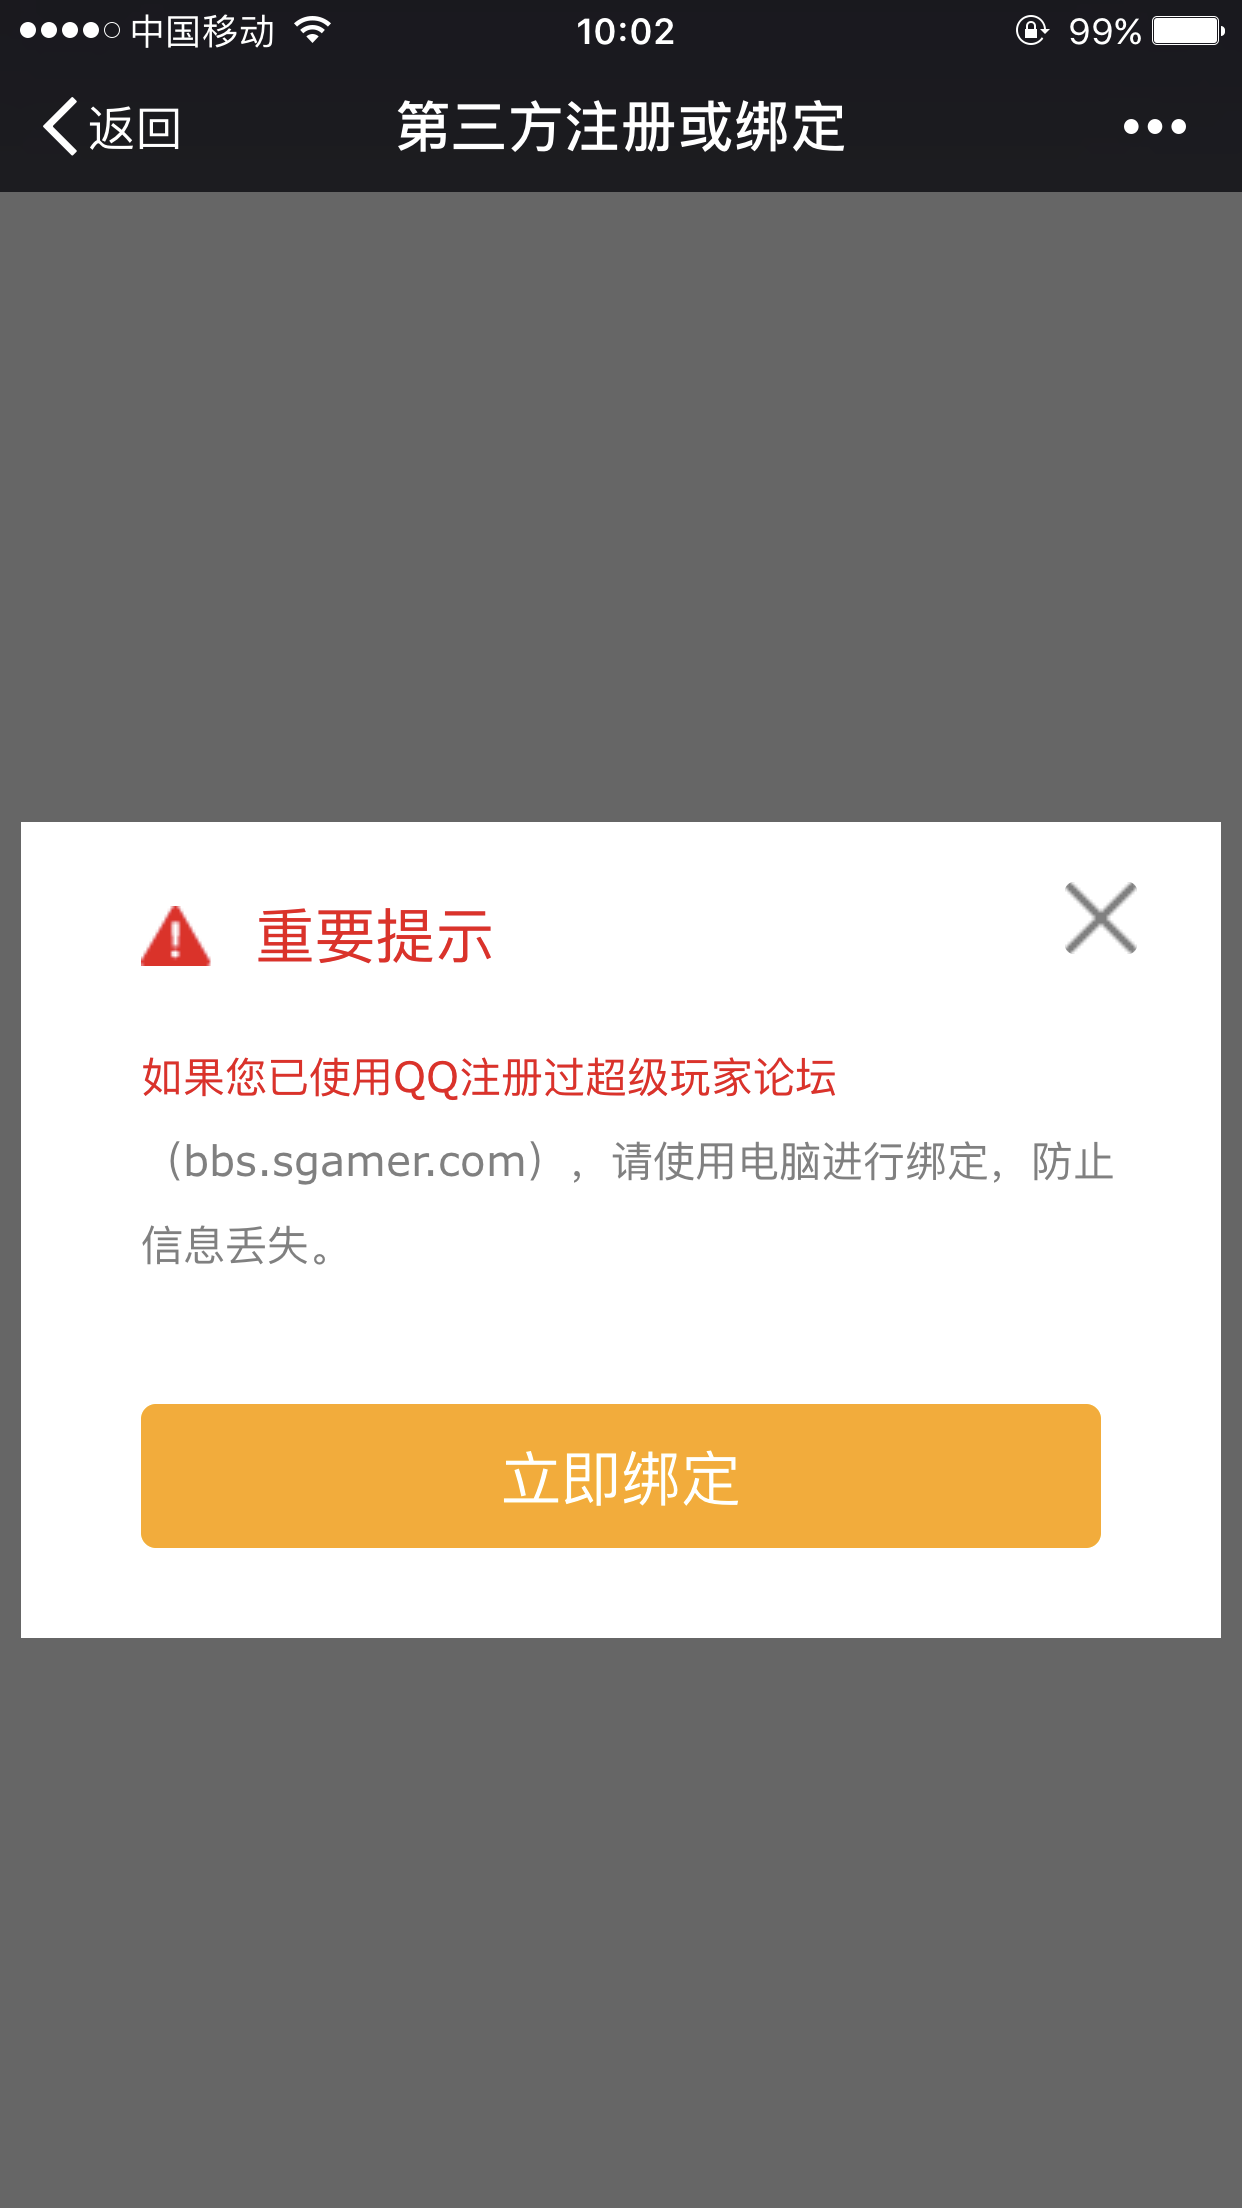 中国移动 10:02 99%
返回 第三方注册或绑定
重要提示
如果您已使用QQ注册过超级玩家论坛
（bbs.sgamer.com），请使用电脑进行绑定，防止
信息丢失。
立即绑定